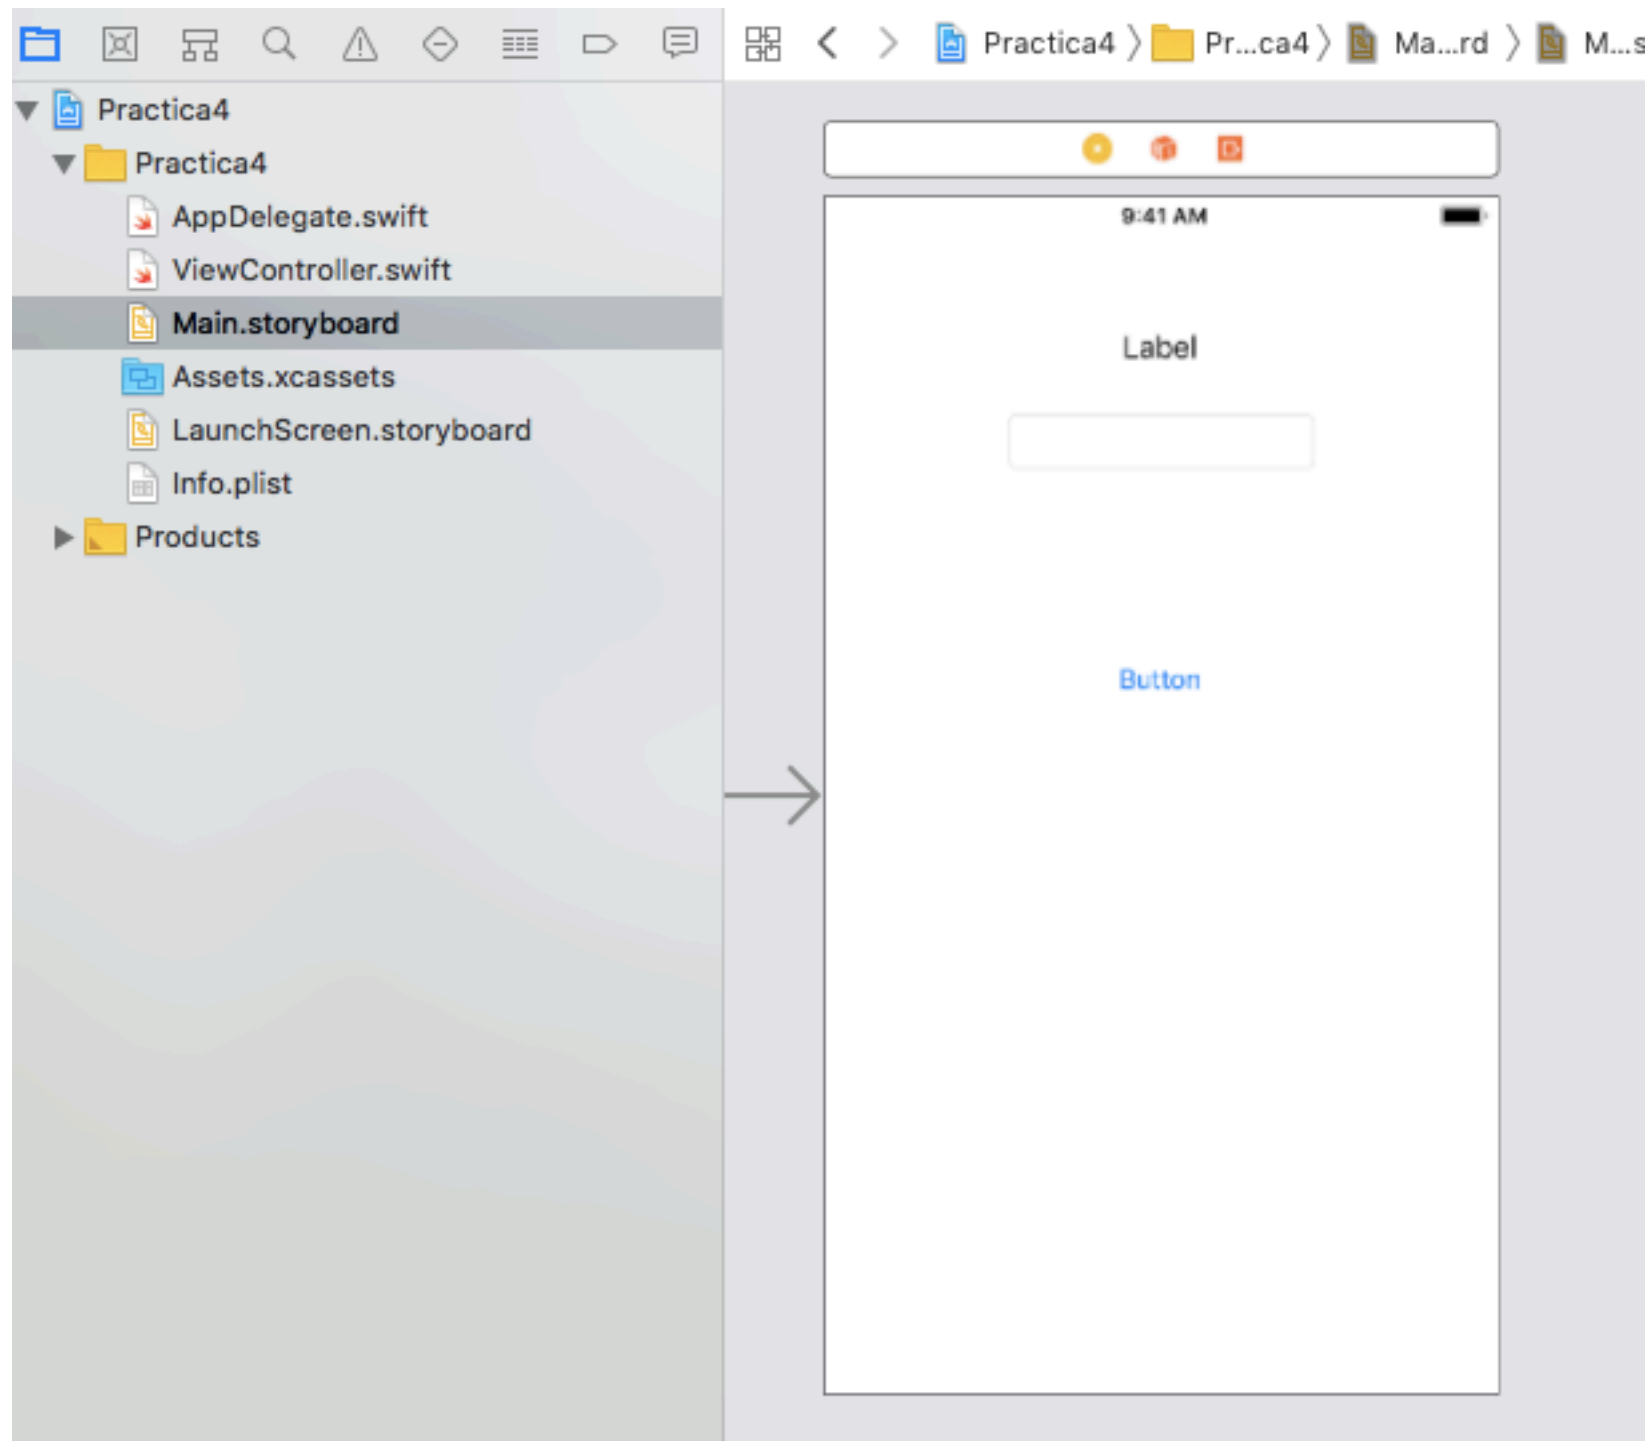 Practica4 Pr...ca4 Ma...rd M...s
Practica4
Practica4
AppDelegate.swift
ViewController.swift
Main.storyboard
Assets.xcassets
LaunchScreen.storyboard
Info.plist
Products
9:41 AM
Label
Button